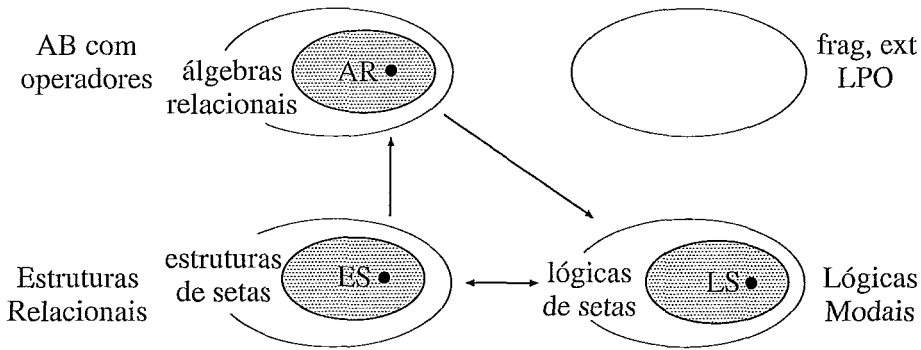 AB com
operadores
álgebras
relacionais
AR
frag, ext
LPO
Estruturas
Relacionais
estruturas
de setas
ES
lógicas
de setas
LS
Lógicas
Modais